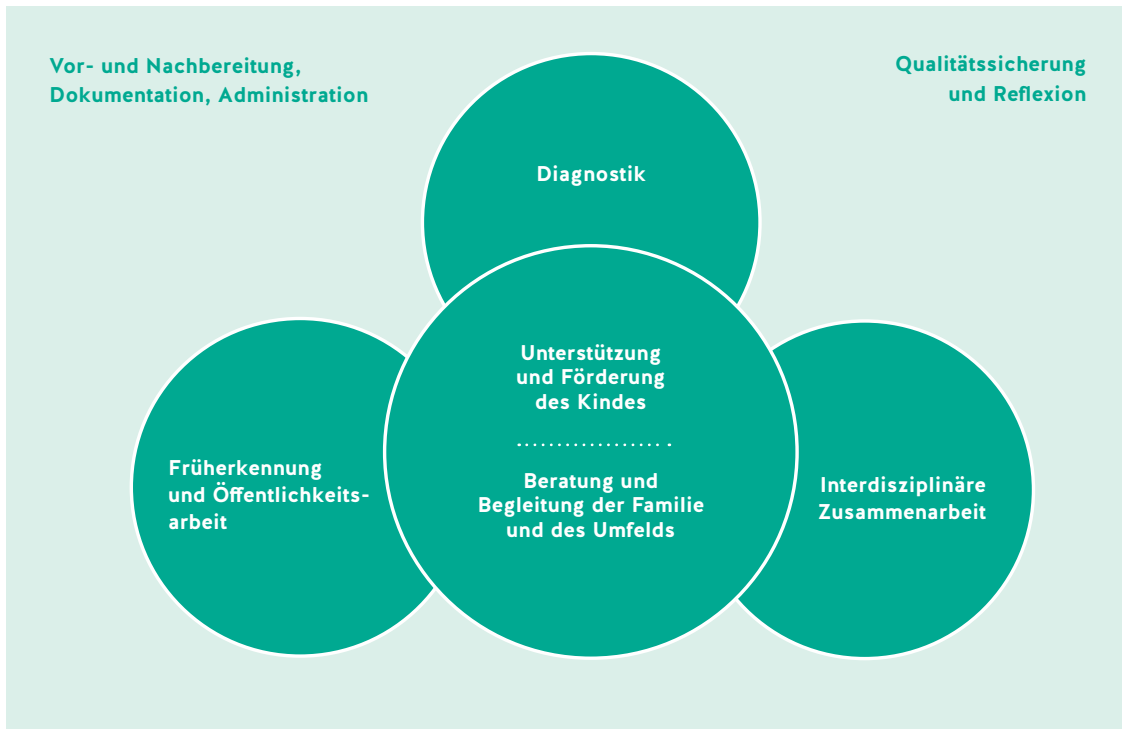 Vor- und Nachbereitung,
Dokumentation, Administration
Qualitätssicherung
und Reflexion
Diagnostik
Unterstützung
und Förderung
des Kindes
Beratung und
Begleitung der Familie
und des Umfelds
Früherkennung
und Öffentlichkeits-
arbeit
Interdisziplinäre
Zusammenarbeit